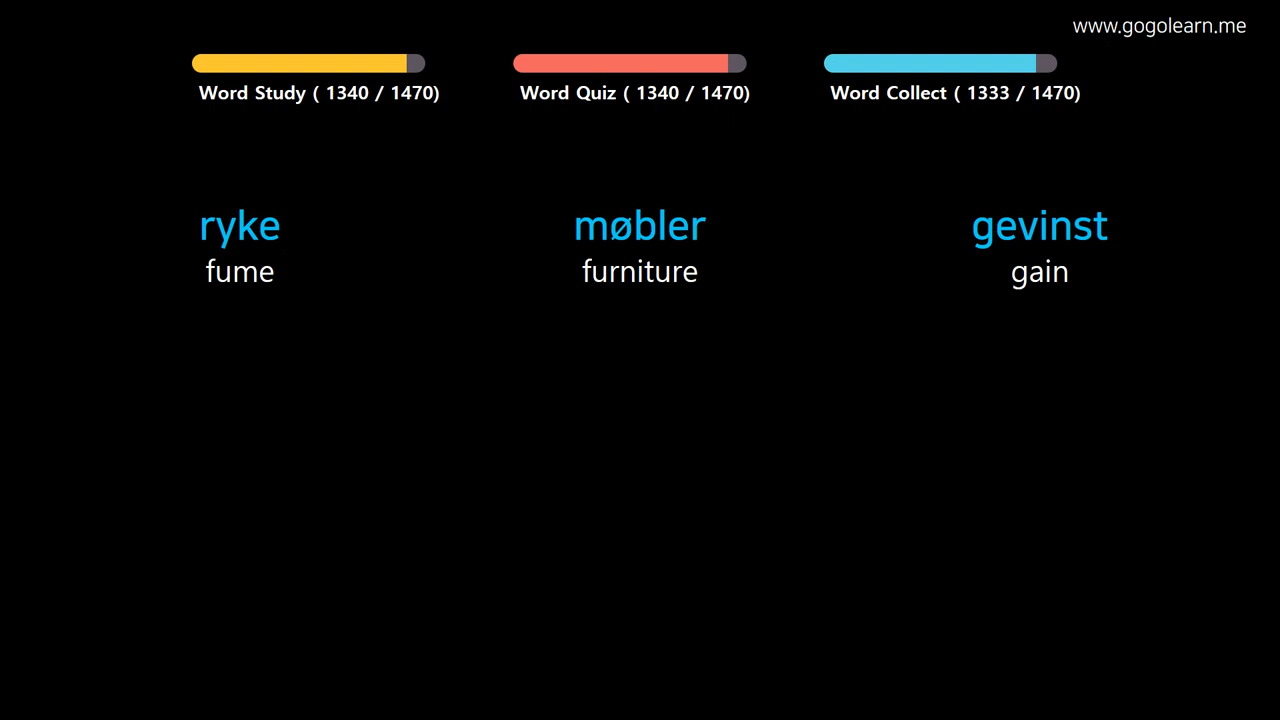 www.gogolearn.me
Word Study ( 1340 / 1470)
Word Quiz ( 1340 / 1470)
Word Collect ( 1333 / 1470)
ryke
møbler
gevinst
fume
furniture
gain